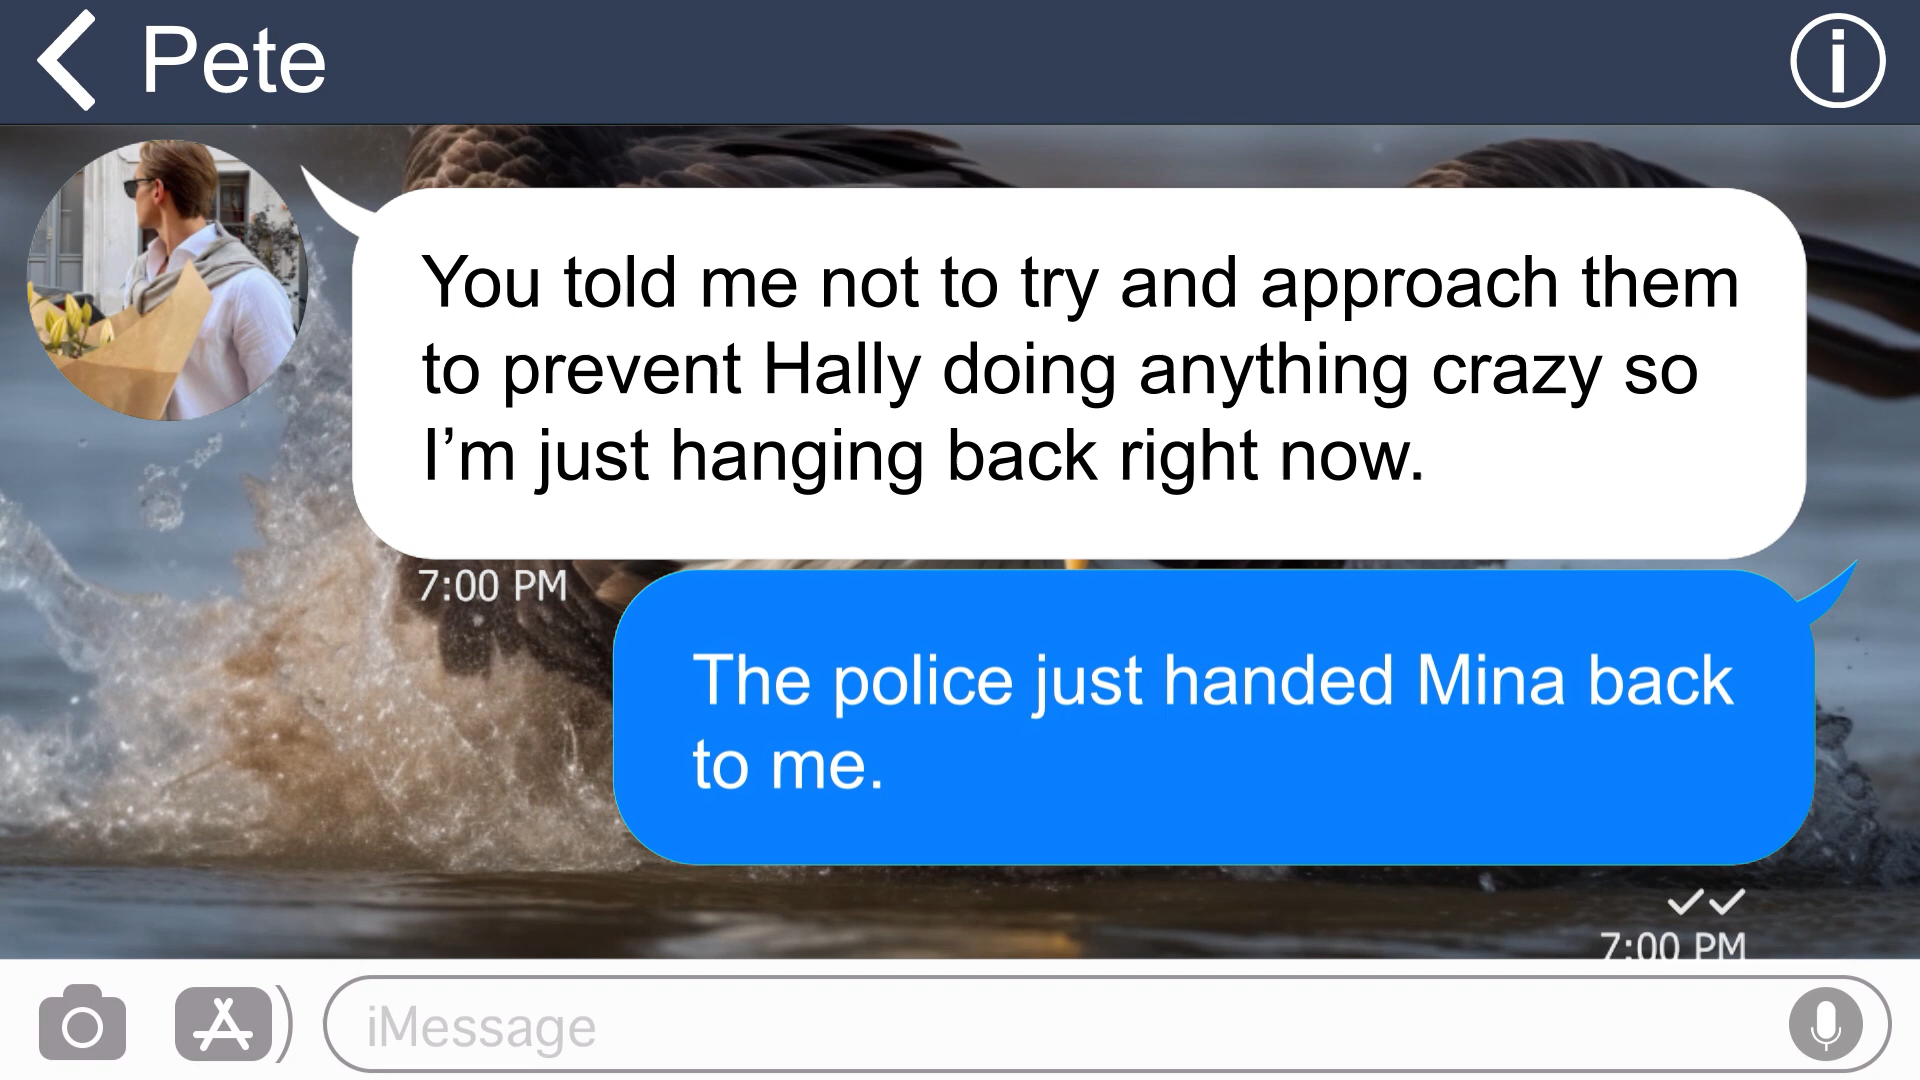 Pete
You told me not to try and approach them
to prevent Hally doing anything crazy so
I’m just hanging back right now.
7:00 PM
The police just handed Mina back
to me.
7:00 PM
iMessage